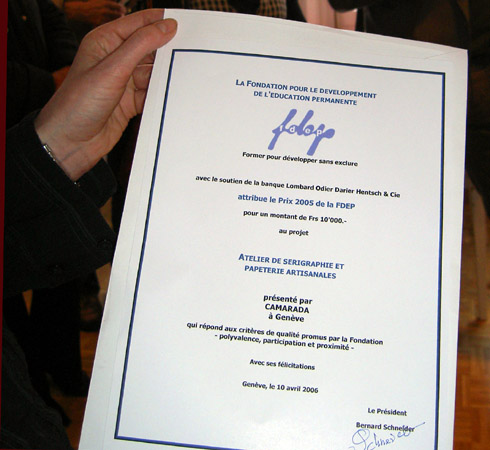 LA FONDATION POUR LE DEVELOPPEMENT
DE L'EDUCATION PERMANENTE
fdep
Former pour développer sans exclure
avec le soutien de la banque Lombard Odier Darier Hentsch & Cie
attribue le Prix 2005 de la FDEP
pour un montant de Frs 10'000.-
au projet
ATELIER DE SERIGRAPHIE ET
PAPETERIE ARTISANALES
présenté par
CAMARADA
à Genève
qui répond aux critères de qualité promus par la Fondation
- polyvalence, participation et proximité -
Avec ses félicitations
Genève, le 10 avril 2006
Le Président
Bernard Schneider
Schneider